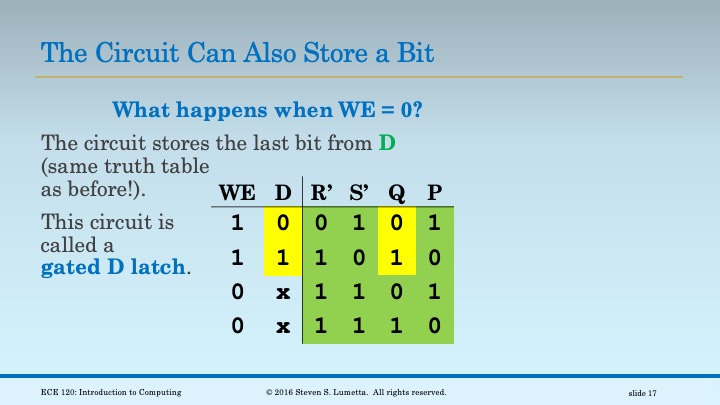 The Circuit Can Also Store a Bit
What happens when WE = 0?
The circuit stores the last bit from D
(same truth table
as before!).
This circuit is
called a
gated D latch.
WE D R’ S’ Q P
1 0 0 1 0 1
1 1 1 0 1 0
0 x 1 1 0 1
0 x 1 1 1 0
ECE 120: Introduction to Computing
© 2016 Steven S. Lumetta. All rights reserved.
slide 17